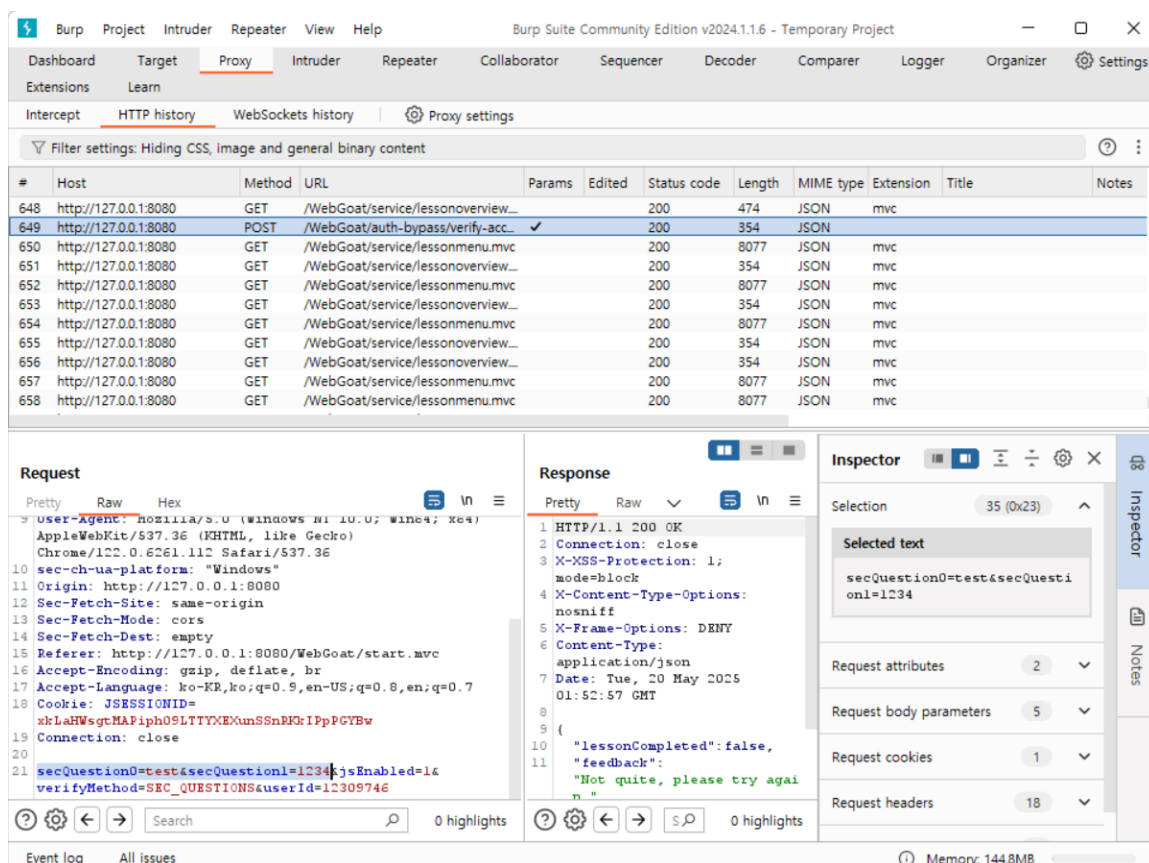 Burp Project Intruder Repeater View Help Burp Suite Community Edition v2024.1.1.6 - Temporary Project
Dashboard Target Proxy Intruder Repeater Collaborator Sequencer Decoder Comparer Logger Organizer Settings
Extensions Learn
Intercept HTTP history WebSockets history Proxy settings
Filter settings: Hiding CSS, image and general binary content
# Host Method URL Params Edited Status code Length MIME type Extension Title Notes
648 http://127.0.0.1:8080 GET /WebGoat/service/lessonoverview... 200 474 JSON mvc
649 http://127.0.0.1:8080 POST /WebGoat/auth-bypass/verify-acc... ✓ 200 354 JSON
650 http://127.0.0.1:8080 GET /WebGoat/service/lessonmenu.mvc 200 8077 JSON mvc
651 http://127.0.0.1:8080 GET /WebGoat/service/lessonoverview... 200 354 JSON mvc
652 http://127.0.0.1:8080 GET /WebGoat/service/lessonmenu.mvc 200 8077 JSON mvc
653 http://127.0.0.1:8080 GET /WebGoat/service/lessonoverview... 200 354 JSON mvc
654 http://127.0.0.1:8080 GET /WebGoat/service/lessonmenu.mvc 200 8077 JSON mvc
655 http://127.0.0.1:8080 GET /WebGoat/service/lessonoverview... 200 354 JSON mvc
656 http://127.0.0.1:8080 GET /WebGoat/service/lessonoverview... 200 354 JSON mvc
657 http://127.0.0.1:8080 GET /WebGoat/service/lessonmenu.mvc 200 8077 JSON mvc
658 http://127.0.0.1:8080 GET /WebGoat/service/lessonmenu.mvc 200 8077 JSON mvc
Request
Pretty Raw Hex \n
9 User-Agent: Mozilla/5.0 (Windows NT 10.0; Win64; x64)
AppleWebKit/537.36 (KHTML, like Gecko)
Chrome/122.0.6261.112 Safari/537.36
10 sec-ch-ua-platform: "Windows"
11 Origin: http://127.0.0.1:8080
12 Sec-Fetch-Site: same-origin
13 Sec-Fetch-Mode: cors
14 Sec-Fetch-Dest: empty
15 Referer: http://127.0.0.1:8080/WebGoat/start.mvc
16 Accept-Encoding: gzip, deflate, br
17 Accept-Language: ko-KR,ko;q=0.9,en-US;q=0.8,en;q=0.7
18 Cookie: JSESSIONID=
xkLaHWsgtMAPiph09LTTYXEXunSSnRKkIPpPGYBw
19 Connection: close
20
21 secQuestion0=test&secQuestion1=1234&jsEnabled=1&
verifyMethod=SEC_QUESTIONS&userId=12309746
Search 0 highlights
Response
Pretty Raw \n
1 HTTP/1.1 200 OK
2 Connection: close
3 X-XSS-Protection: 1;
mode=block
4 X-Content-Type-Options:
nosniff
5 X-Frame-Options: DENY
6 Content-Type:
application/json
7 Date: Tue, 20 May 2025
01:52:57 GMT
8
9 {
10 "lessonCompleted":false,
11 "feedback":
"Not quite, please try agai
n."
S 0 highlights
Inspector
Selection 35 (0x23)
Selected text
secQuestion0=test&secQuesti
on1=1234
Request attributes 2
Request body parameters 5
Request cookies 1
Request headers 18
Inspector
Notes
Event log All issues Memory: 144.8MB